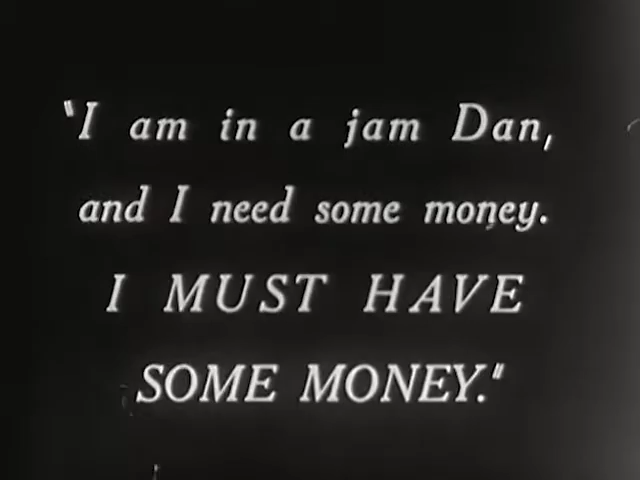 "I am in a jam Dan,
and I need some money.
I MUST HAVE
SOME MONEY."